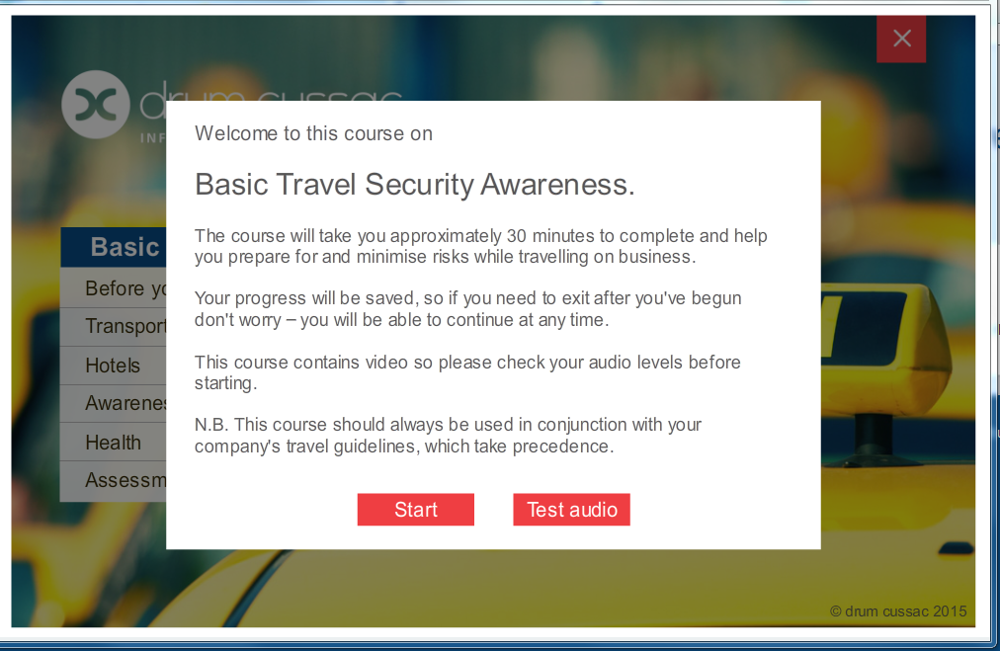 drum cussac
Welcome to this course on
Basic Travel Security Awareness.
The course will take you approximately 30 minutes to complete and help
you prepare for and minimise risks while travelling on business.
Your progress will be saved, so if you need to exit after you've begun
don't worry – you will be able to continue at any time.
This course contains video so please check your audio levels before
starting.
N.B. This course should always be used in conjunction with your
company's travel guidelines, which take precedence.
Start
Test audio
Basic
Before
Transport
Hotels
Health
© drum cussac 2015